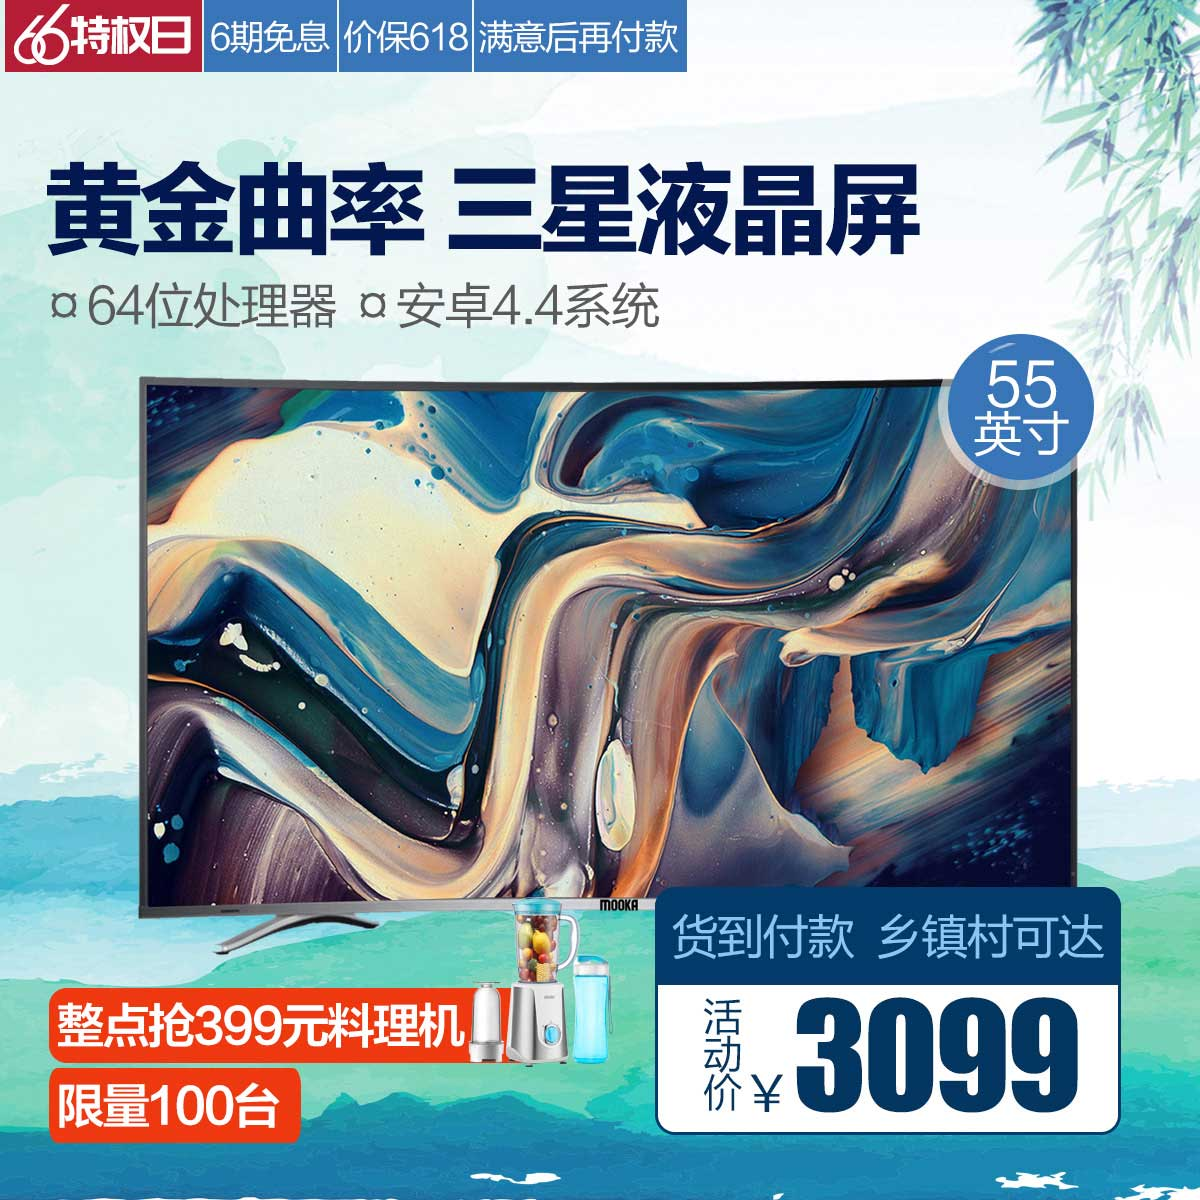 66特权日 6期免息 价保618 满意后再付款
黄金曲率 三星液晶屏
¤ 64位处理器 ¤ 安卓4.4系统
55
英寸
MOOKA
货到付款 乡镇村可达
活动价 ¥3099
整点抢399元料理机
限量100台